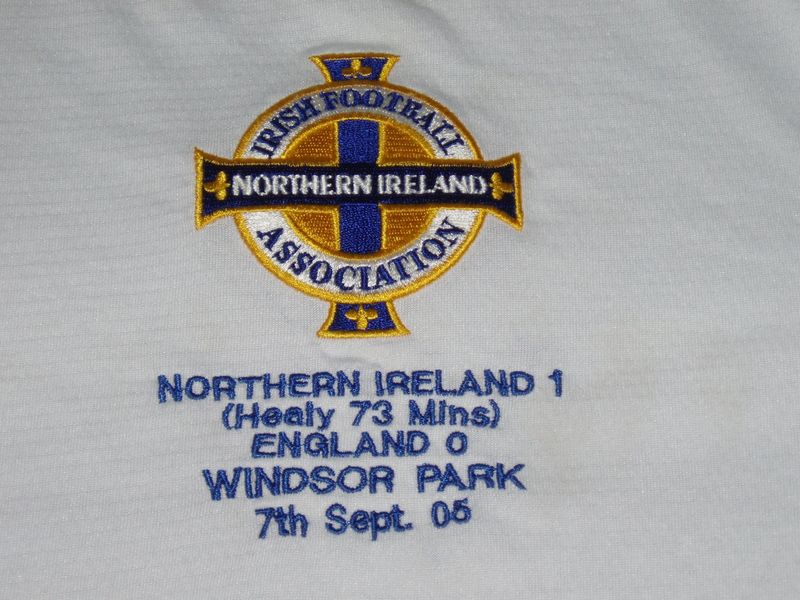 IRISH FOOTBALL
NORTHERN IRELAND
ASSOCIATION
NORTHERN IRELAND 1
(Healy 73 Mins)
ENGLAND 0
WINDSOR PARK
7th Sept. 05